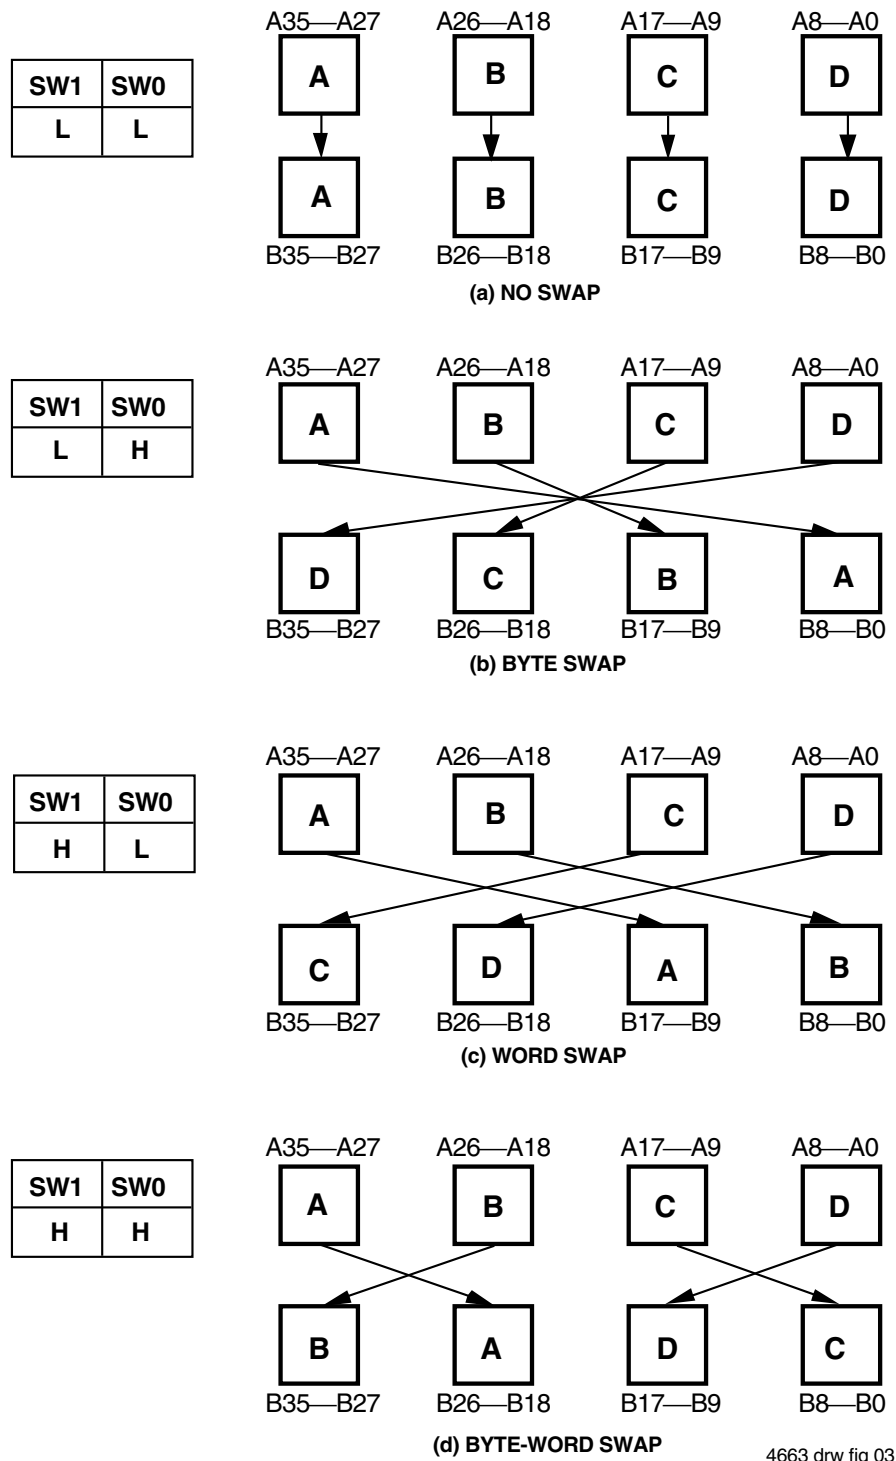 A35—A27 A26—A18 A17—A9 A8—A0
SW1 SW0
L L
A B C D
A B C D
B35—B27 B26—B18 B17—B9 B8—B0
(a) NO SWAP
A35—A27 A26—A18 A17—A9 A8—A0
SW1 SW0
L H
A B C D
D C B A
B35—B27 B26—B18 B17—B9 B8—B0
(b) BYTE SWAP
A35—A27 A26—A18 A17—A9 A8—A0
SW1 SW0
H L
A B C D
C D A B
B35—B27 B26—B18 B17—B9 B8—B0
(c) WORD SWAP
A35—A27 A26—A18 A17—A9 A8—A0
SW1 SW0
H H
A B C D
B A D C
B35—B27 B26—B18 B17—B9 B8—B0
(d) BYTE-WORD SWAP
4663 drw fig 03